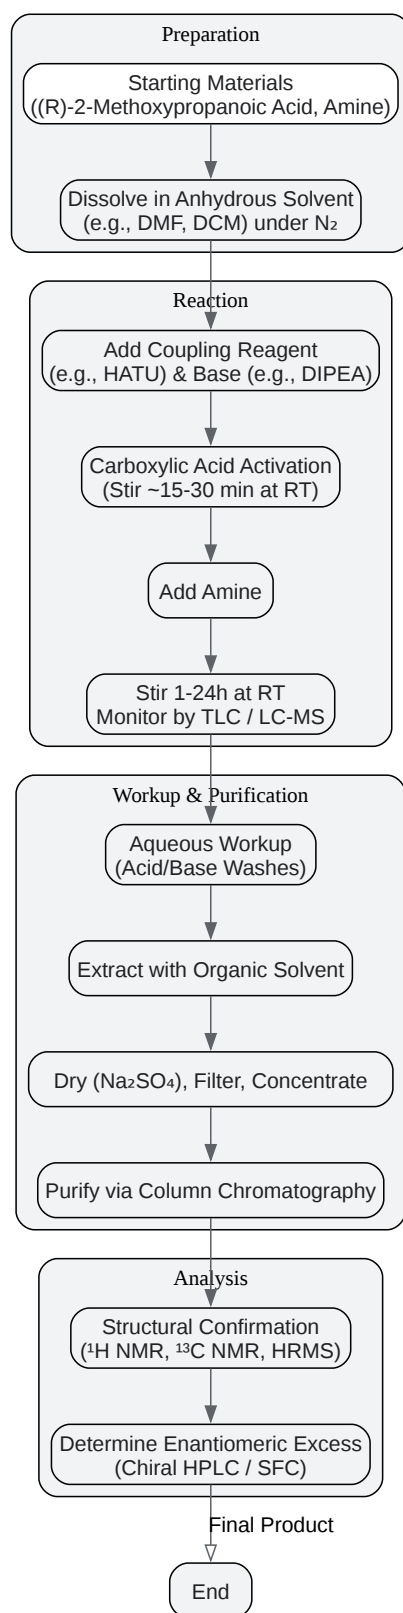 Preparation
Starting Materials
((R)-2-Methoxypropanoic Acid, Amine)
Dissolve in Anhydrous Solvent
(e.g., DMF, DCM) under N₂
Reaction
Add Coupling Reagent
(e.g., HATU) & Base (e.g., DIPEA)
Carboxylic Acid Activation
(Stir ~15-30 min at RT)
Add Amine
Stir 1-24h at RT
Monitor by TLC / LC-MS
Workup & Purification
Aqueous Workup
(Acid/Base Washes)
Extract with Organic Solvent
Dry (Na₂SO₄), Filter, Concentrate
Purify via Column Chromatography
Analysis
Structural Confirmation
(¹H NMR, ¹³C NMR, HRMS)
Determine Enantiomeric Excess
(Chiral HPLC / SFC)
Final Product
End